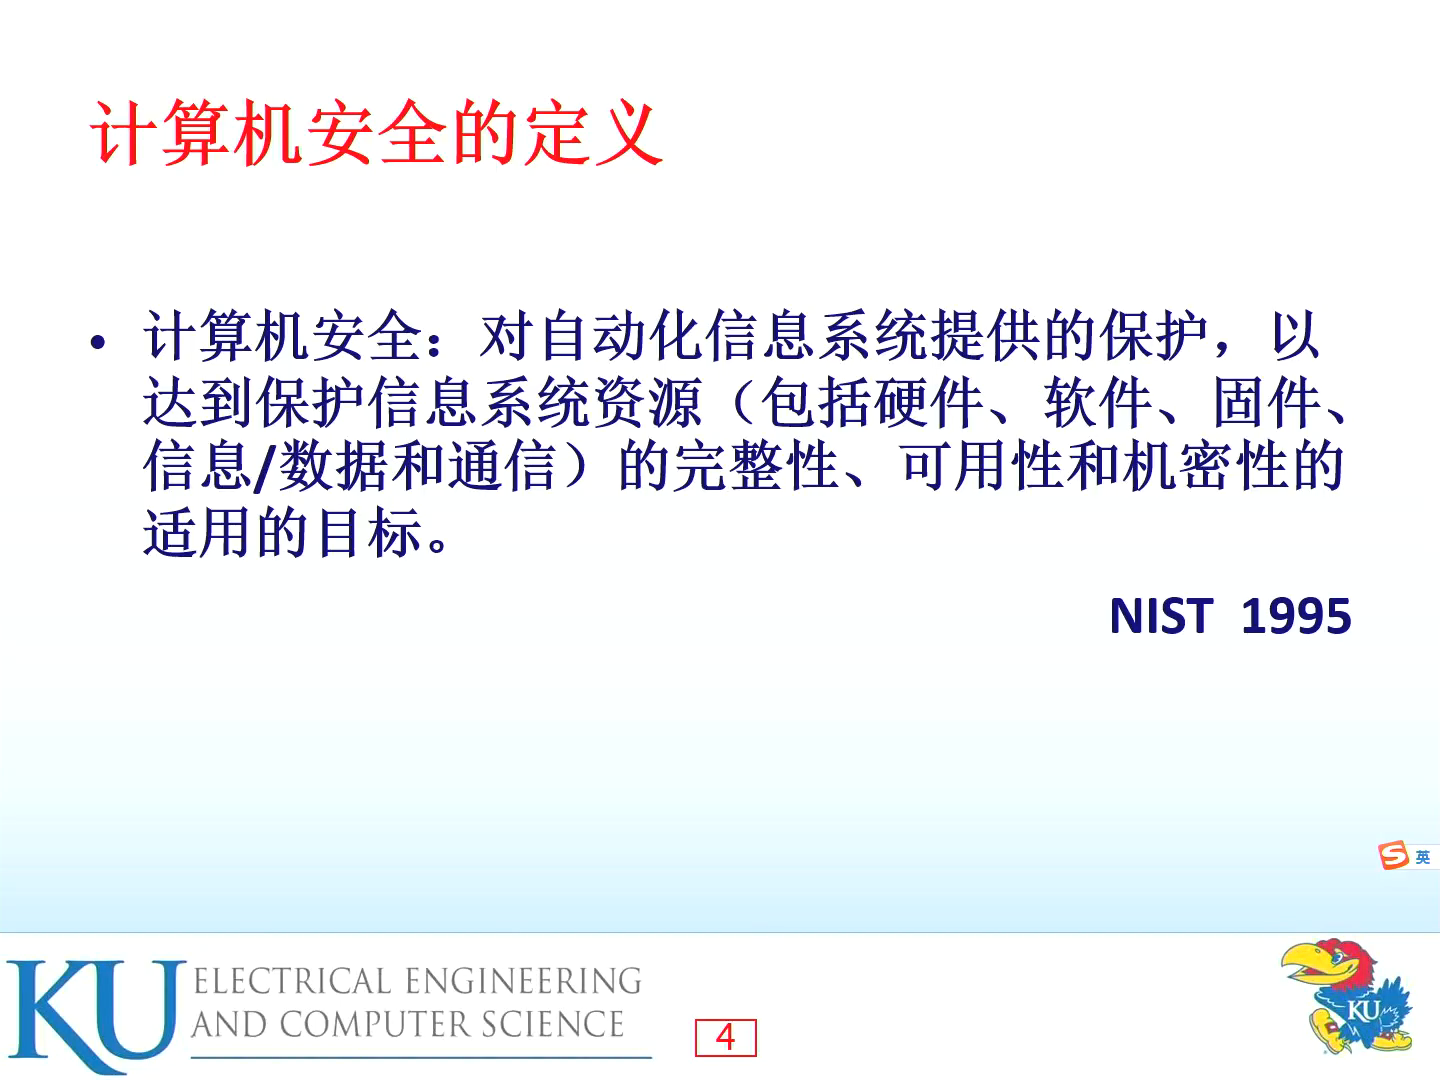 计算机安全的定义
• 计算机安全：对自动化信息系统提供的保护，以
达到保护信息系统资源（包括硬件、软件、固件、
信息/数据和通信）的完整性、可用性和机密性的
适用的目标。
NIST 1995
英
KU ELECTRICAL ENGINEERING
AND COMPUTER SCIENCE
4
KU